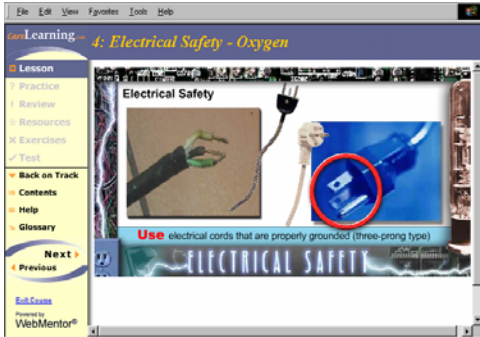 File Edit View Favorites Tools Help
CareLearning.com
4: Electrical Safety - Oxygen
Lesson
? Practice
! Review
Resources
X Exercises
✓ Test
Back on Track
Contents
Help
Glossary
Next
Previous
Exit Course
Powered by
WebMentor®
Electrical Safety
Use electrical cords that are properly grounded (three-prong type)
ELECTRICAL SAFETY